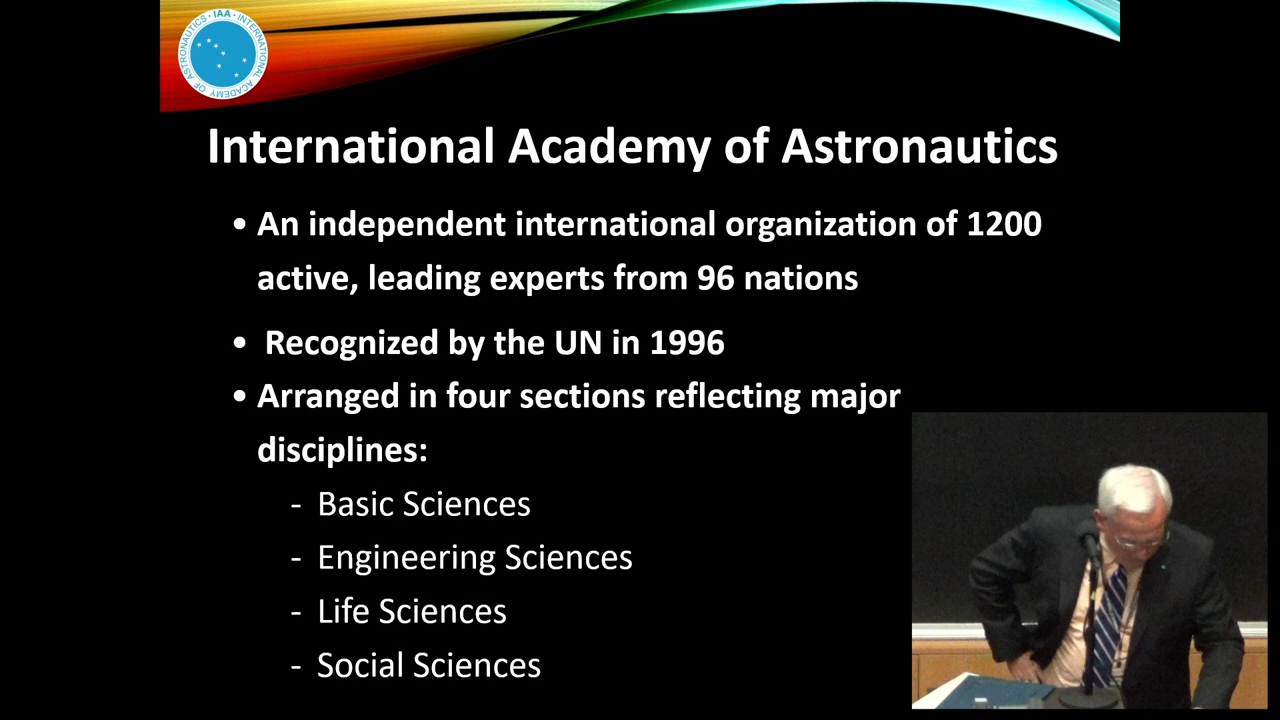 · IAA · INTERNATIONAL ACADEMY OF ASTRONAUTICS
International Academy of Astronautics
• An independent international organization of 1200
active, leading experts from 96 nations
• Recognized by the UN in 1996
• Arranged in four sections reflecting major
disciplines:
- Basic Sciences
- Engineering Sciences
- Life Sciences
- Social Sciences